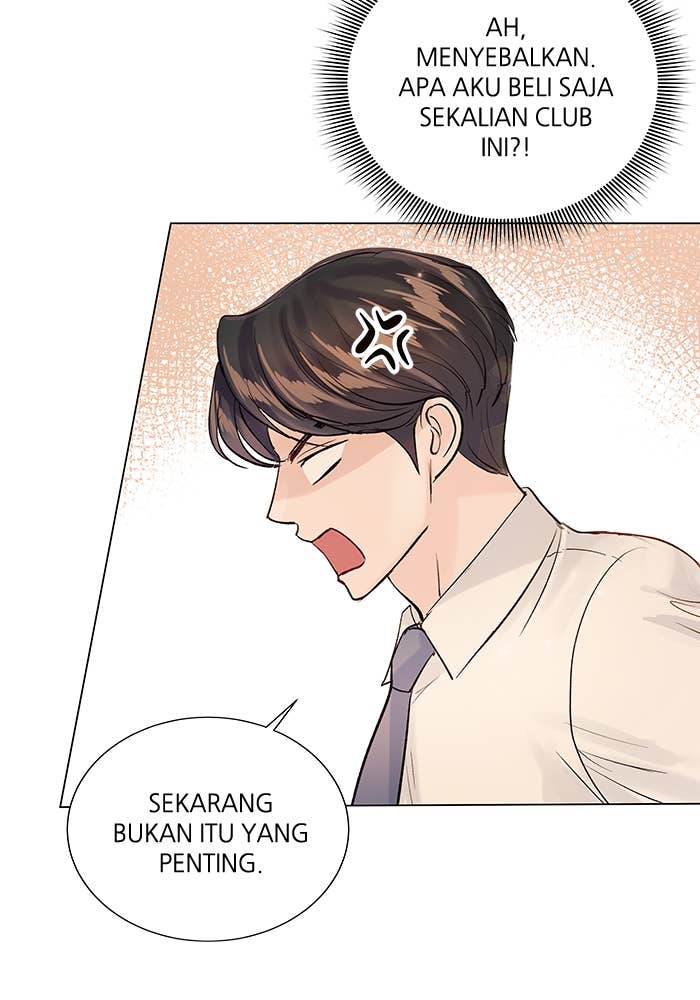 AH,
MENYEBALKAN.
APA AKU BELI SAJA
SEKALIAN CLUB
INI?!
SEKARANG
BUKAN ITU YANG
PENTING.